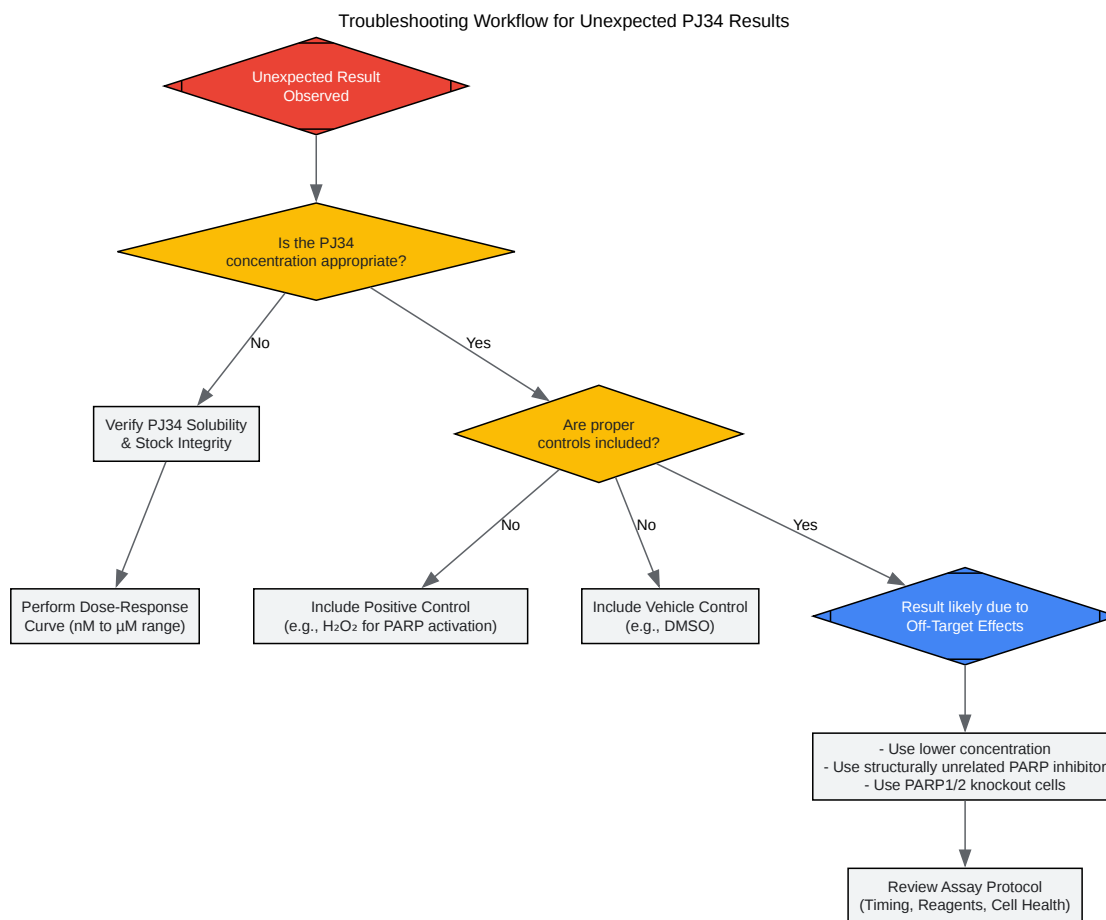 Troubleshooting Workflow for Unexpected PJ34 Results
Unexpected Result
Observed
Is the PJ34
concentration appropriate?
No
Yes
Verify PJ34 Solubility
& Stock Integrity
Are proper
controls included?
No
No
Yes
Perform Dose-Response
Curve (nM to µM range)
Include Positive Control
(e.g., H₂O₂ for PARP activation)
Include Vehicle Control
(e.g., DMSO)
Result likely due to
Off-Target Effects
- Use lower concentration
- Use structurally unrelated PARP inhibitor
- Use PARP1/2 knockout cells
Review Assay Protocol
(Timing, Reagents, Cell Health)